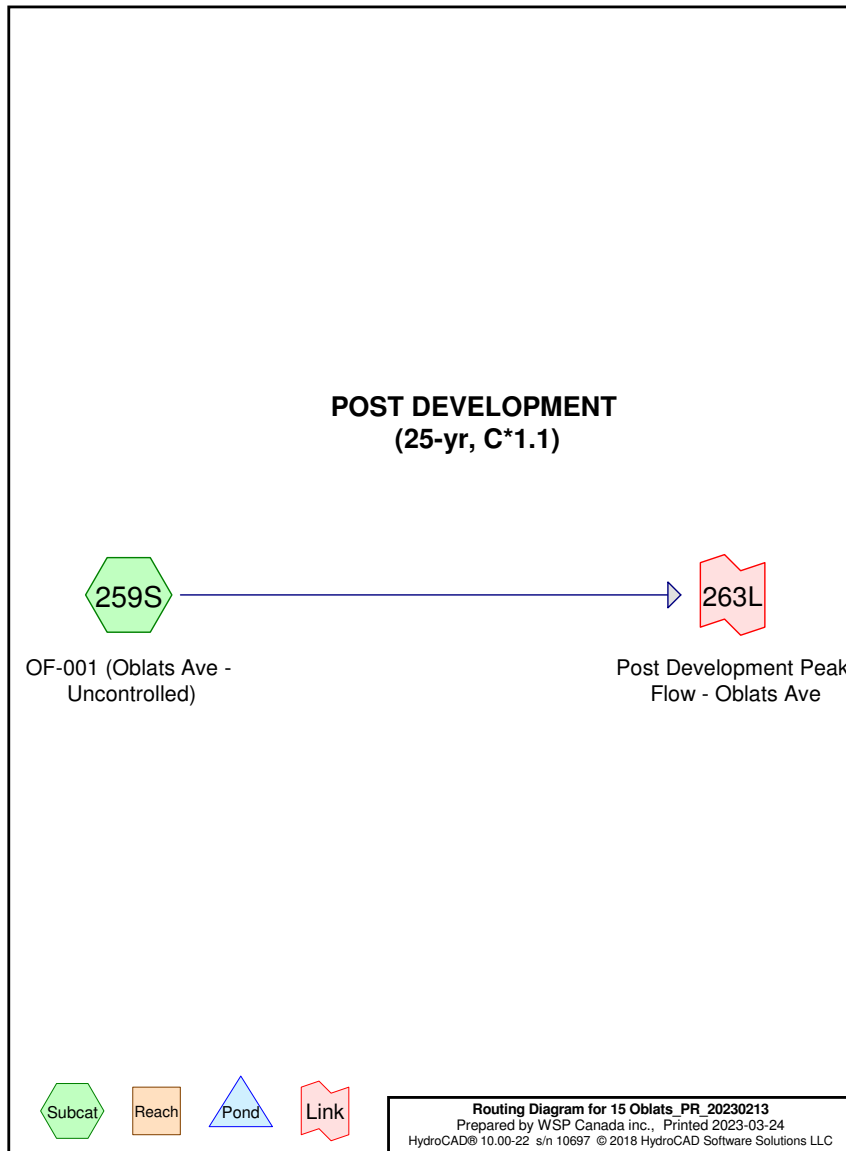 POST DEVELOPMENT
(25-yr, C*1.1)
259S
263L
OF-001 (Oblats Ave -
Uncontrolled)
Post Development Peak
Flow - Oblats Ave
Subcat
Reach
Pond
Link
Routing Diagram for 15 Oblats_PR_20230213
Prepared by WSP Canada inc., Printed 2023-03-24
HydroCAD® 10.00-22 s/n 10697 © 2018 HydroCAD Software Solutions LLC